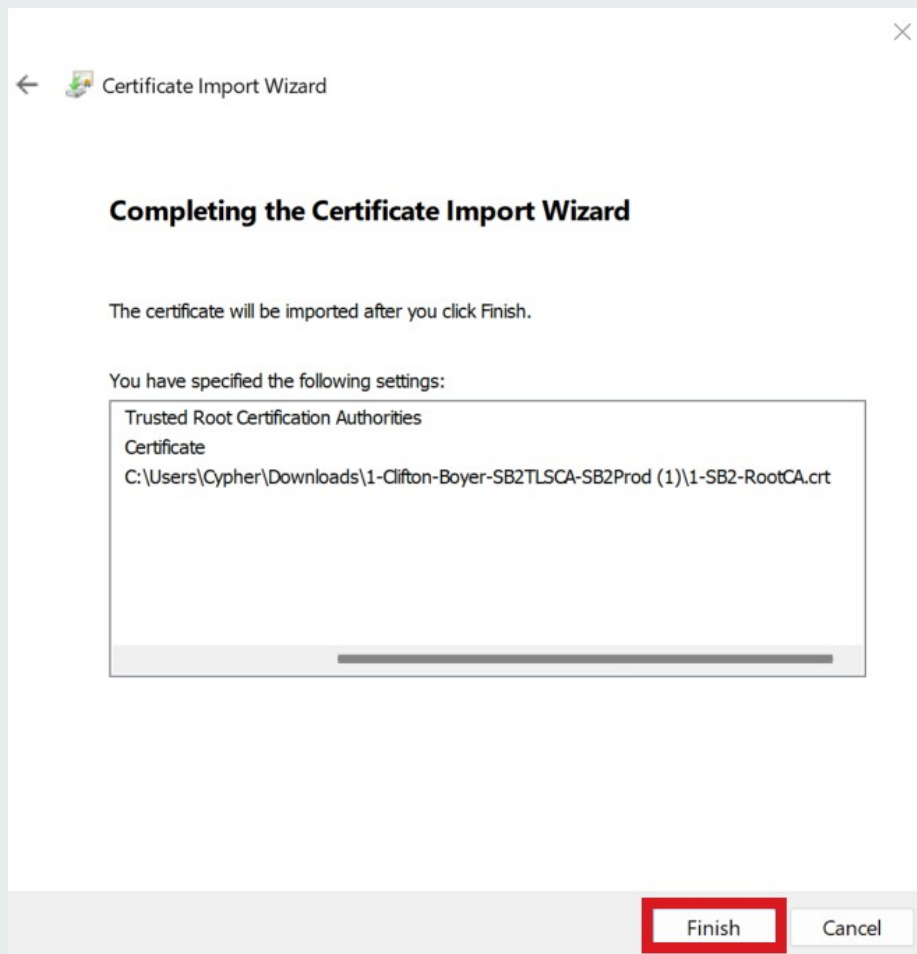 Certificate Import Wizard
Completing the Certificate Import Wizard
The certificate will be imported after you click Finish.
You have specified the following settings:
Trusted Root Certification Authorities
Certificate
C:\Users\Cypher\Downloads\1-Clifton-Boyer-SB2TLSCA-SB2Prod (1)\1-SB2-RootCA.crt
Finish Cancel